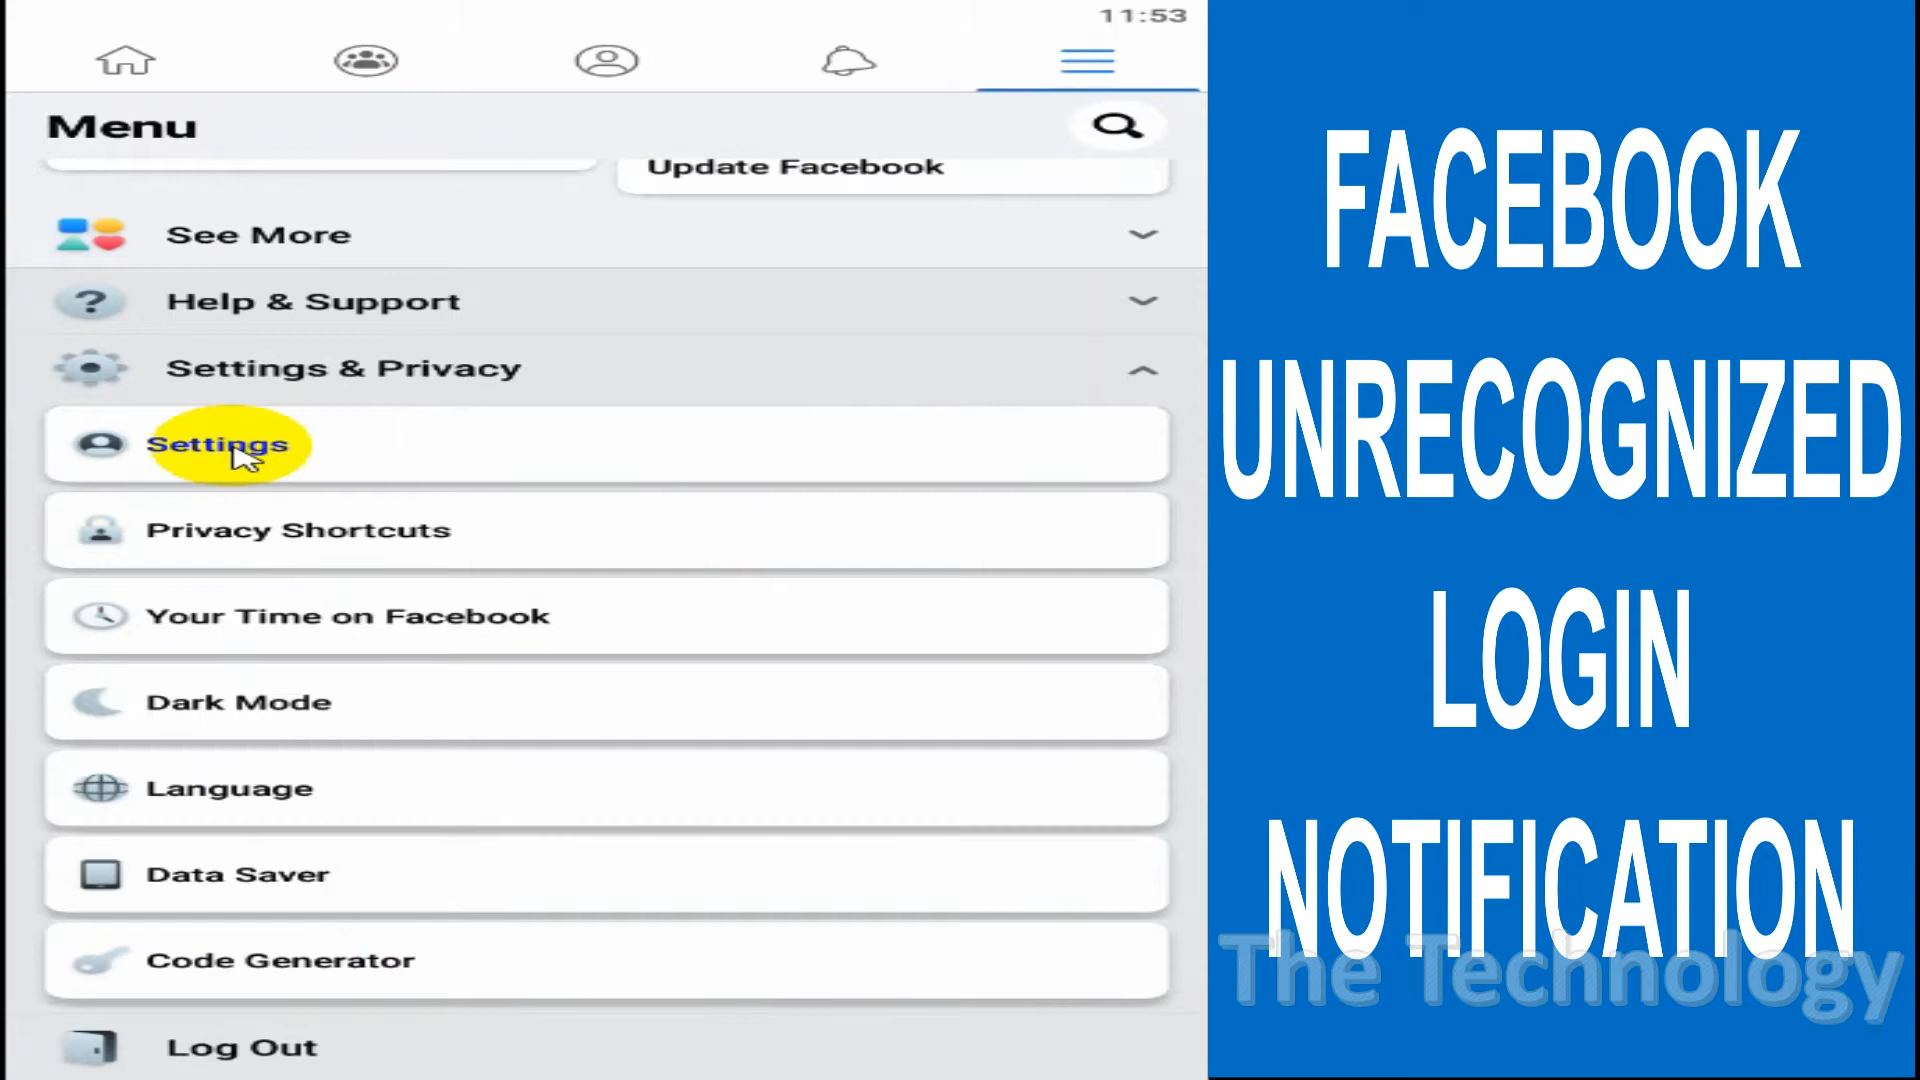 11:53
Menu
Update Facebook
See More
Help & Support
Settings & Privacy
Settings
Privacy Shortcuts
Your Time on Facebook
Dark Mode
Language
Data Saver
Code Generator
Log Out
FACEBOOK
UNRECOGNIZED
LOGIN
NOTIFICATION
The Technology